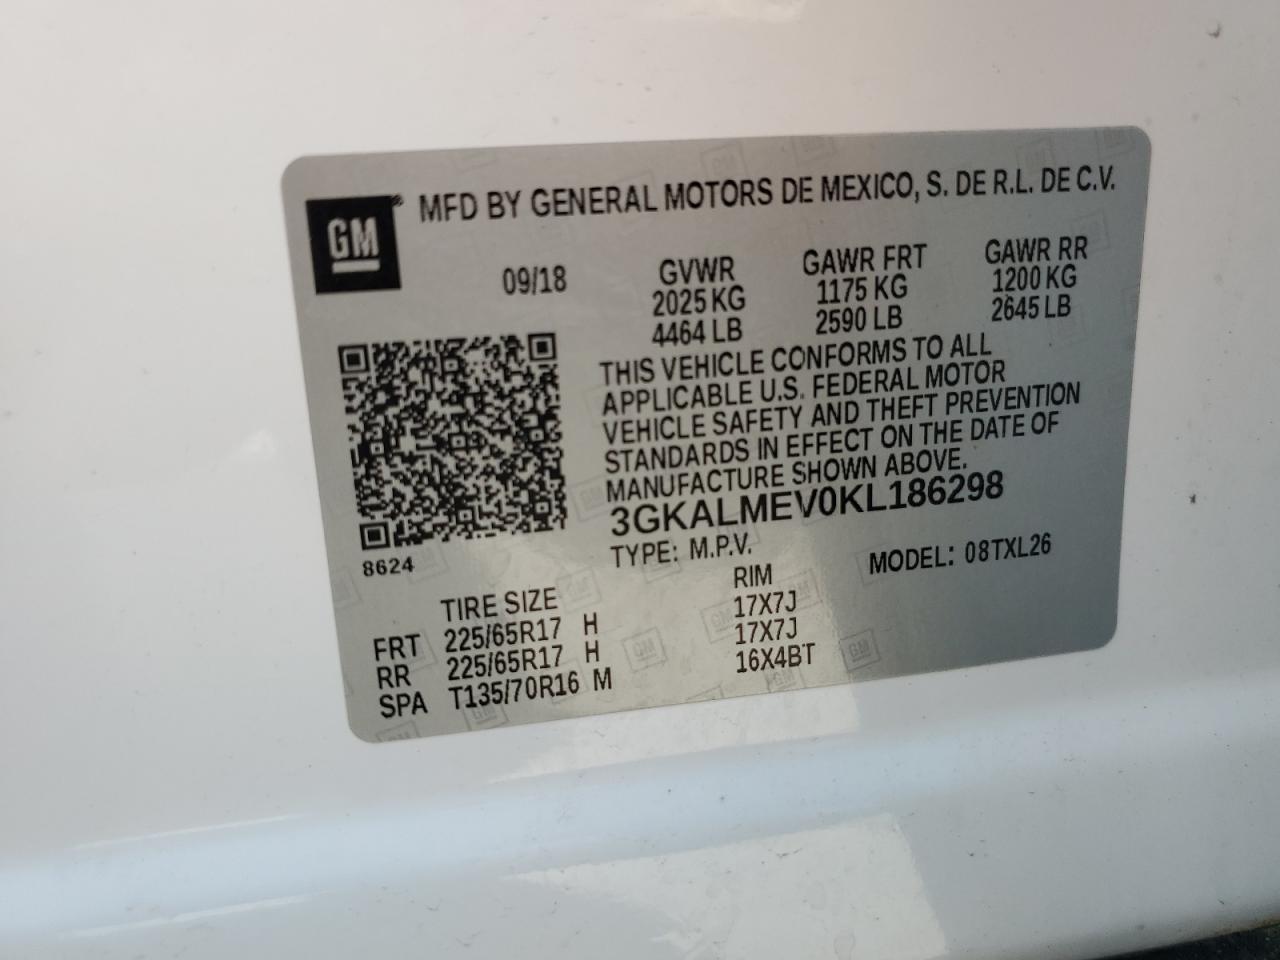 GM
MFD BY GENERAL MOTORS DE MEXICO, S. DE R.L. DE C.V.
09/18
GVWR
2025 KG
4464 LB
GAWR FRT
1175 KG
2590 LB
GAWR RR
1200 KG
2645 LB
THIS VEHICLE CONFORMS TO ALL
APPLICABLE U.S. FEDERAL MOTOR
VEHICLE SAFETY AND THEFT PREVENTION
STANDARDS IN EFFECT ON THE DATE OF
MANUFACTURE SHOWN ABOVE.
3GKALMEV0KL186298
8624
TYPE: M.P.V.
MODEL: 08TXL26
TIRE SIZE RIM
FRT 225/65R17 H 17X7J
RR 225/65R17 H 17X7J
SPA T135/70R16 M 16X4BT